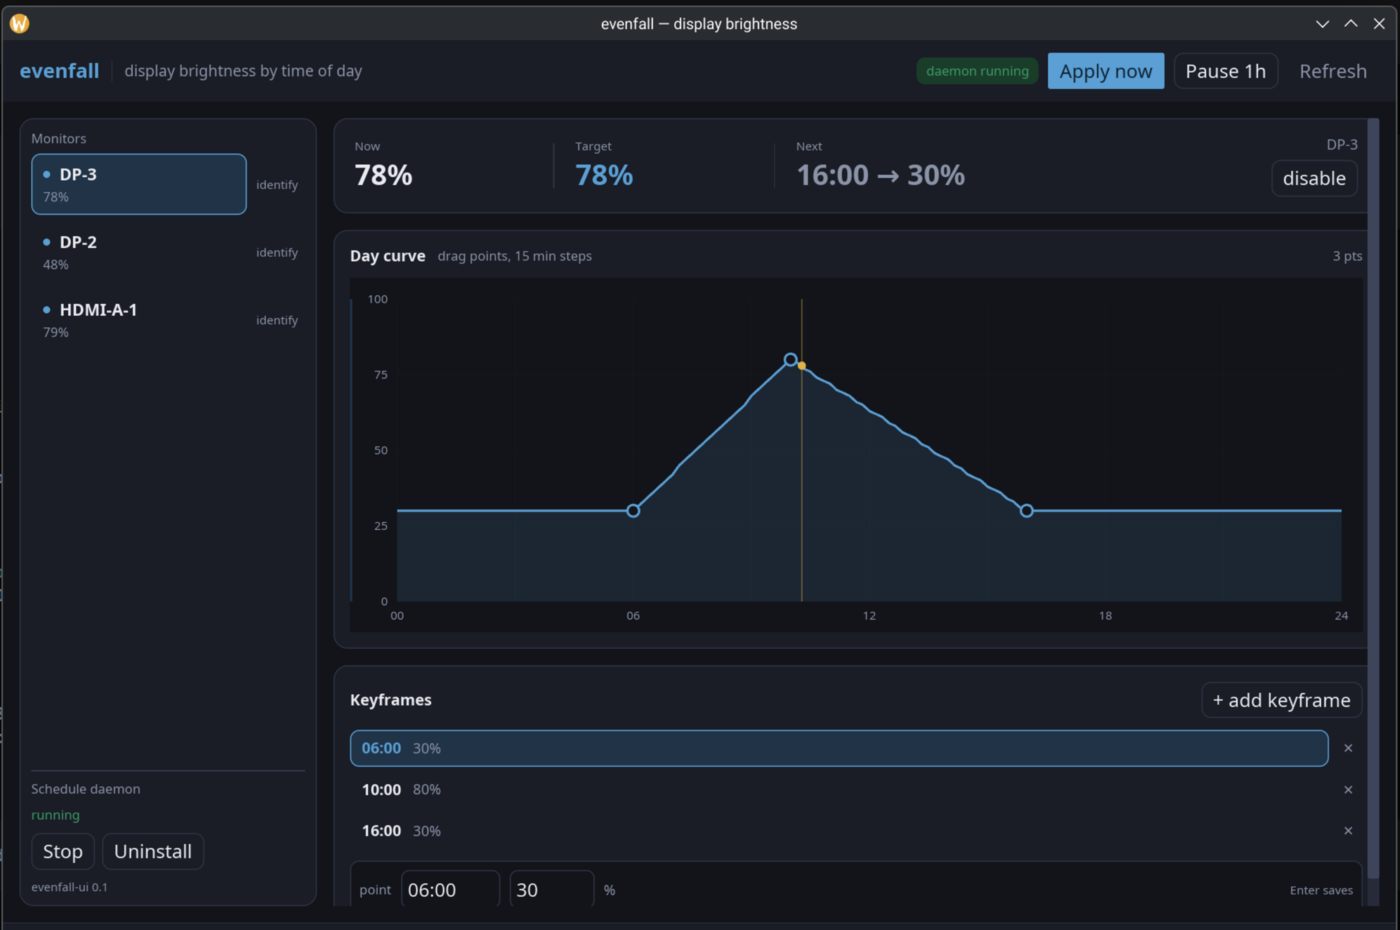 evenfall — display brightness
evenfall display brightness by time of day
daemon running Apply now Pause 1h Refresh
Monitors
DP-3
78%
identify
DP-2
48%
identify
HDMI-A-1
79%
identify
Schedule daemon
running
Stop Uninstall
evenfall-ui 0.1
Now
78%
Target
78%
Next
16:00 → 30%
DP-3
disable
Day curve drag points, 15 min steps 3 pts
100
75
50
25
0
00 06 12 18 24
Keyframes + add keyframe
06:00 30% ×
10:00 80% ×
16:00 30% ×
point 06:00 30 % Enter saves